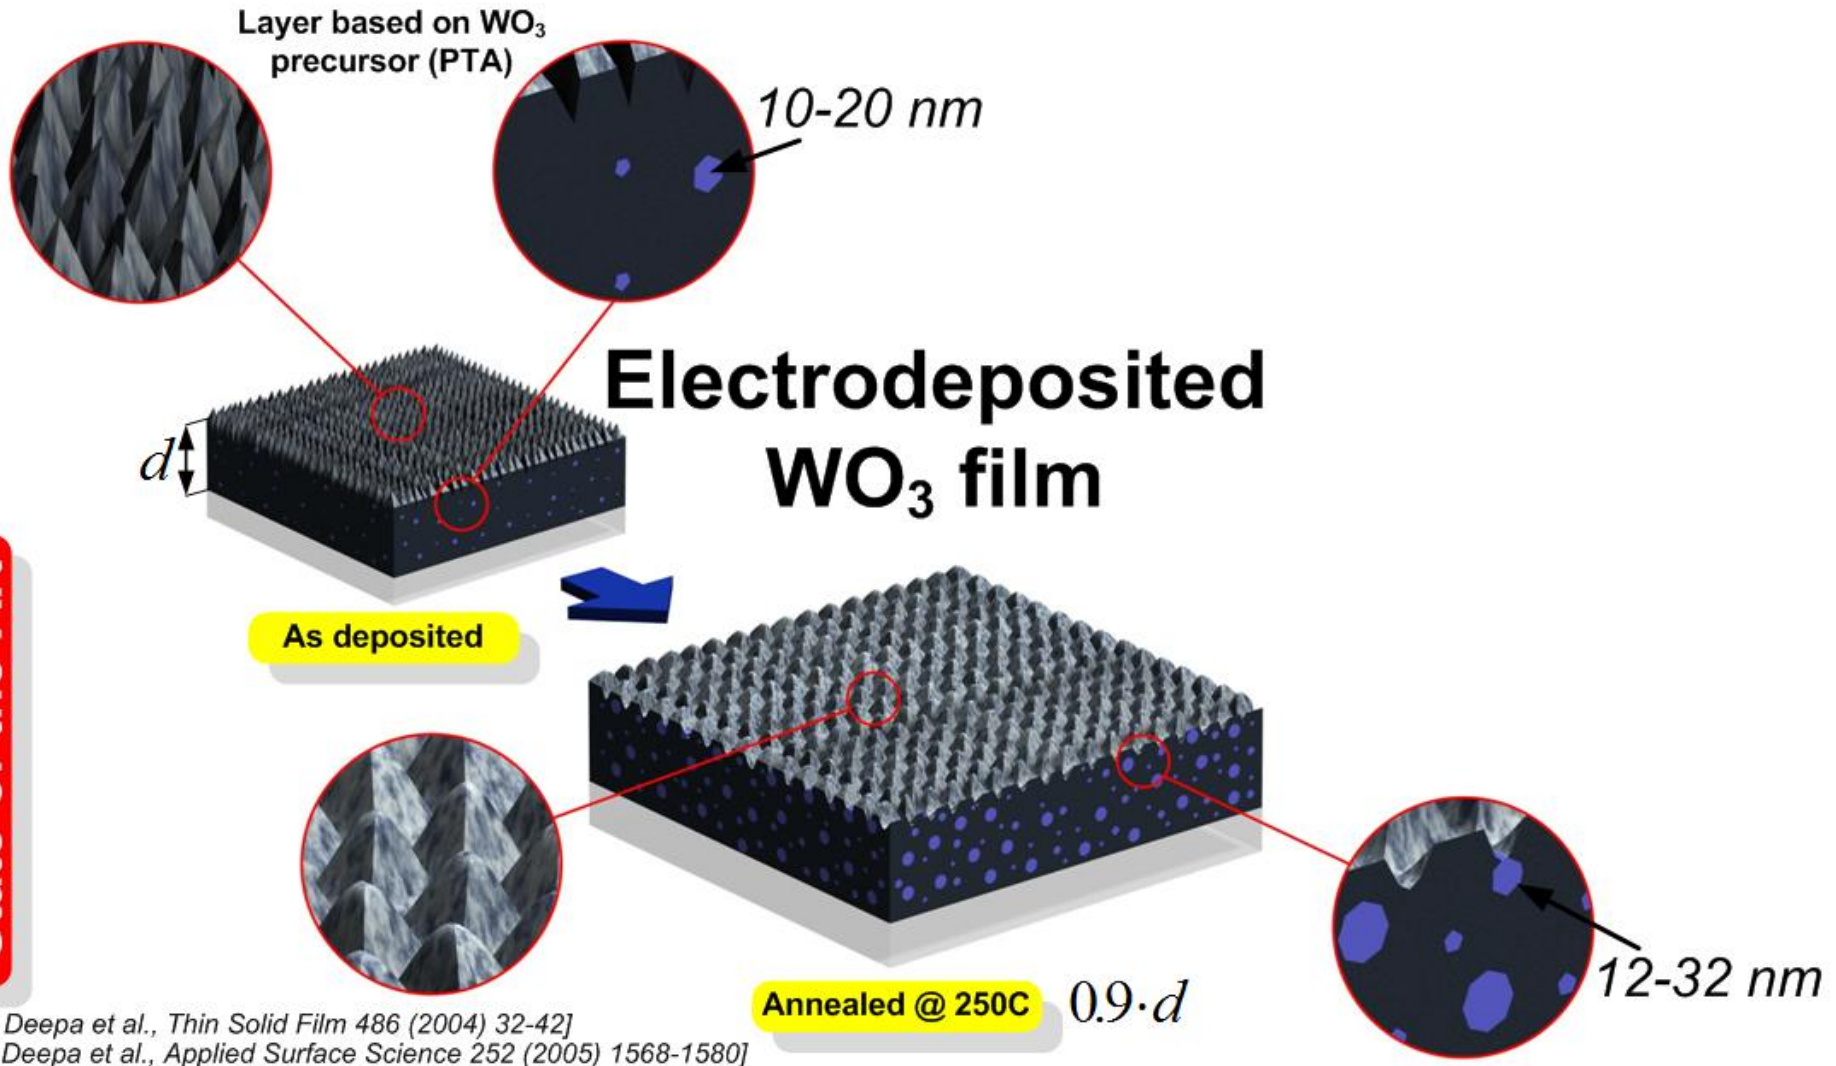 Layer based on WO₃
precursor (PTA)
10-20 nm
Electrodeposited
WO₃ film
d
As deposited
Annealed @ 250C
0.9·d
12-32 nm
Deepa et al., Thin Solid Film 486 (2004) 32-42]
Deepa et al., Applied Surface Science 252 (2005) 1568-1580]